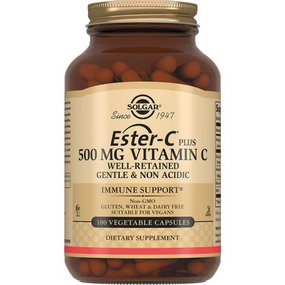 SOLGAR
Since 1947
Ester-C® PLUS
500 MG VITAMIN C
WELL-RETAINED
GENTLE & NON ACIDIC
IMMUNE SUPPORT*
NON-GMO
GLUTEN, WHEAT & DAIRY FREE
SUITABLE FOR VEGANS
100 VEGETABLE CAPSULES
DIETARY SUPPLEMENT